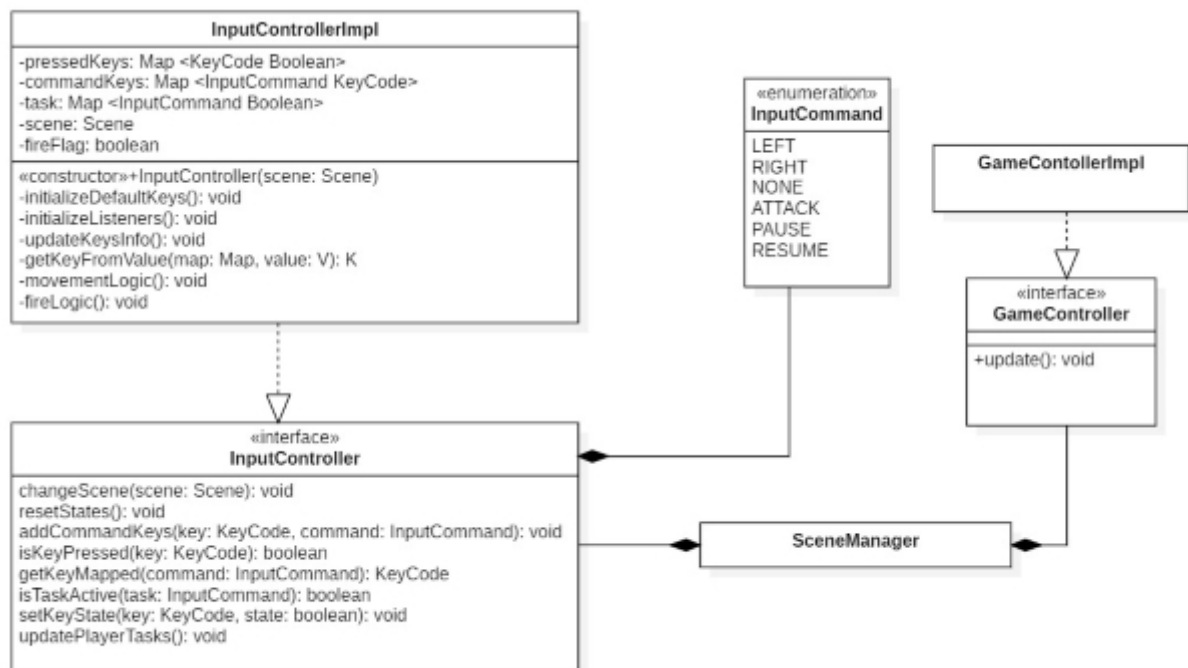 InputControllerImpl
-pressedKeys: Map <KeyCode Boolean>
-commandKeys: Map <InputCommand KeyCode>
-task: Map <InputCommand Boolean>
-scene: Scene
-fireFlag: boolean
«constructor»+InputController(scene: Scene)
-initializeDefaultKeys(): void
-initializeListeners(): void
-updateKeysInfo(): void
-getKeyFromValue(map: Map, value: V): K
-movementLogic(): void
-fireLogic(): void
«enumeration»
InputCommand
LEFT
RIGHT
NONE
ATTACK
PAUSE
RESUME
GameContollerImpl
«interface»
GameController
+update(): void
«interface»
InputController
changeScene(scene: Scene): void
resetStates(): void
addCommandKeys(key: KeyCode, command: InputCommand): void
isKeyPressed(key: KeyCode): boolean
getKeyMapped(command: InputCommand): KeyCode
isTaskActive(task: InputCommand): boolean
setKeyState(key: KeyCode, state: boolean): void
updatePlayerTasks(): void
SceneManager